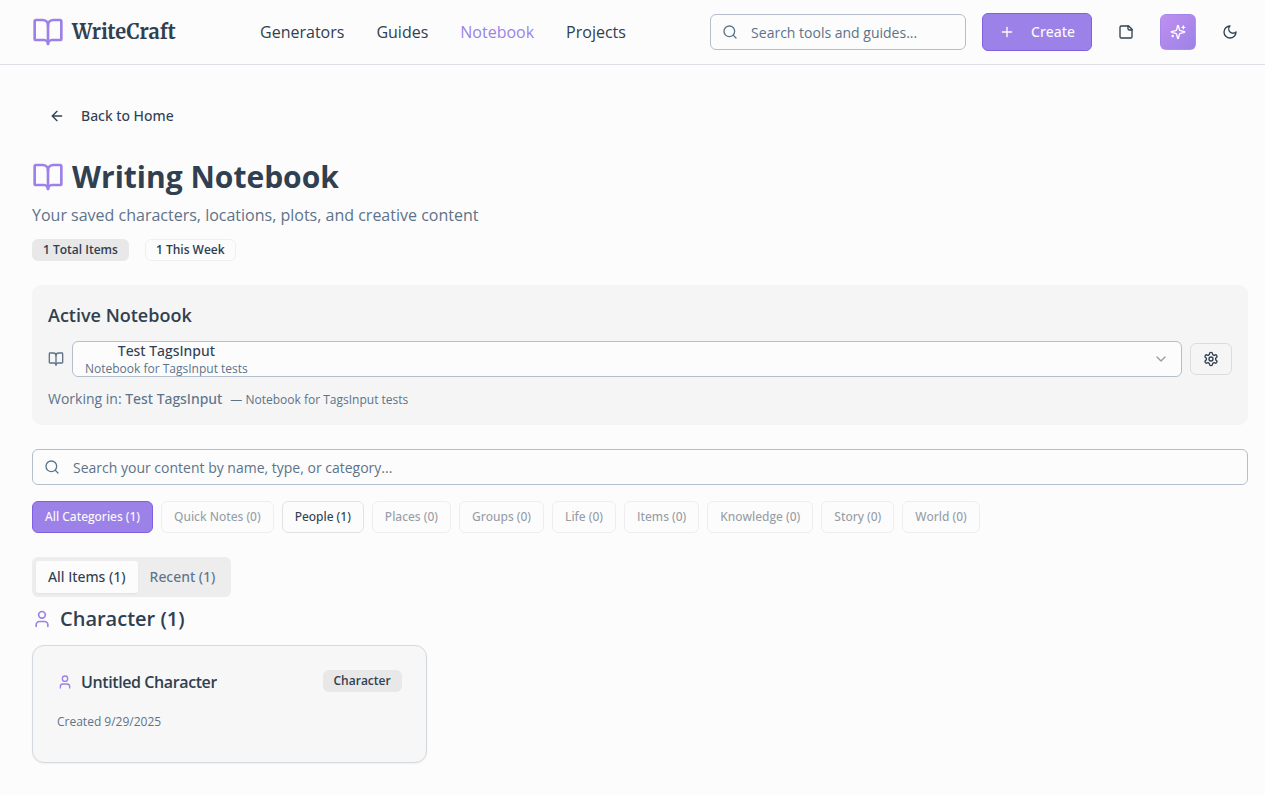 WriteCraft
Generators Guides Notebook Projects
Search tools and guides...
Create
Back to Home
Writing Notebook
Your saved characters, locations, plots, and creative content
1 Total Items 1 This Week
Active Notebook
Test TagsInput
Notebook for TagsInput tests
Working in: Test TagsInput — Notebook for TagsInput tests
Search your content by name, type, or category...
All Categories (1) Quick Notes (0) People (1) Places (0) Groups (0) Life (0) Items (0) Knowledge (0) Story (0) World (0)
All Items (1) Recent (1)
Character (1)
Untitled Character Character
Created 9/29/2025